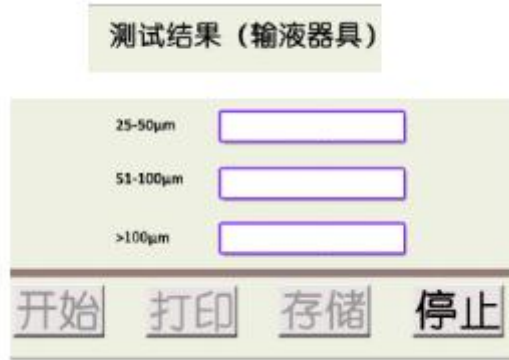 测试结果（输液器具）
25-50μm
51-100μm
>100μm
开始 打印 存储 停止